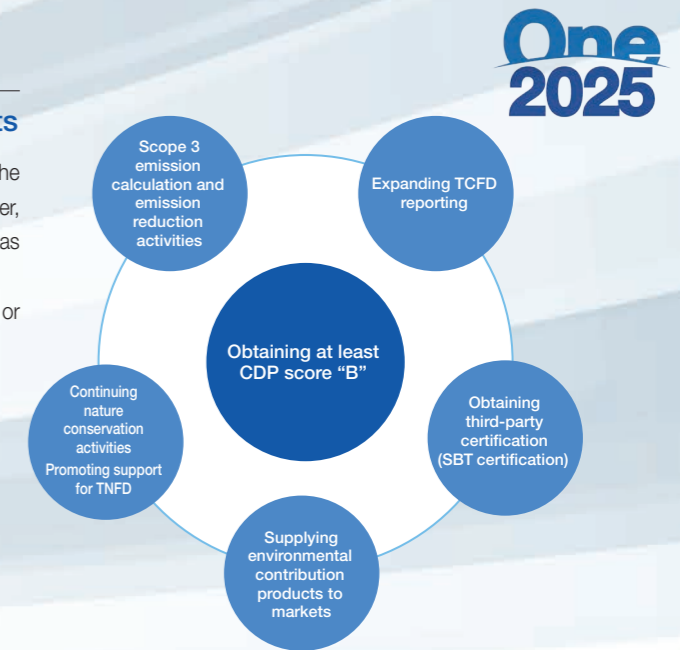 One
2025
he
er,
as
or
Scope 3
emission
calculation and
emission
reduction
activities
Expanding TCFD
reporting
Obtaining at least
CDP score “B”
Continuing
nature
conservation
activities
Promoting support
for TNFD
Obtaining
third-party
certification
(SBT certification)
Supplying
environmental
contribution
products to
markets